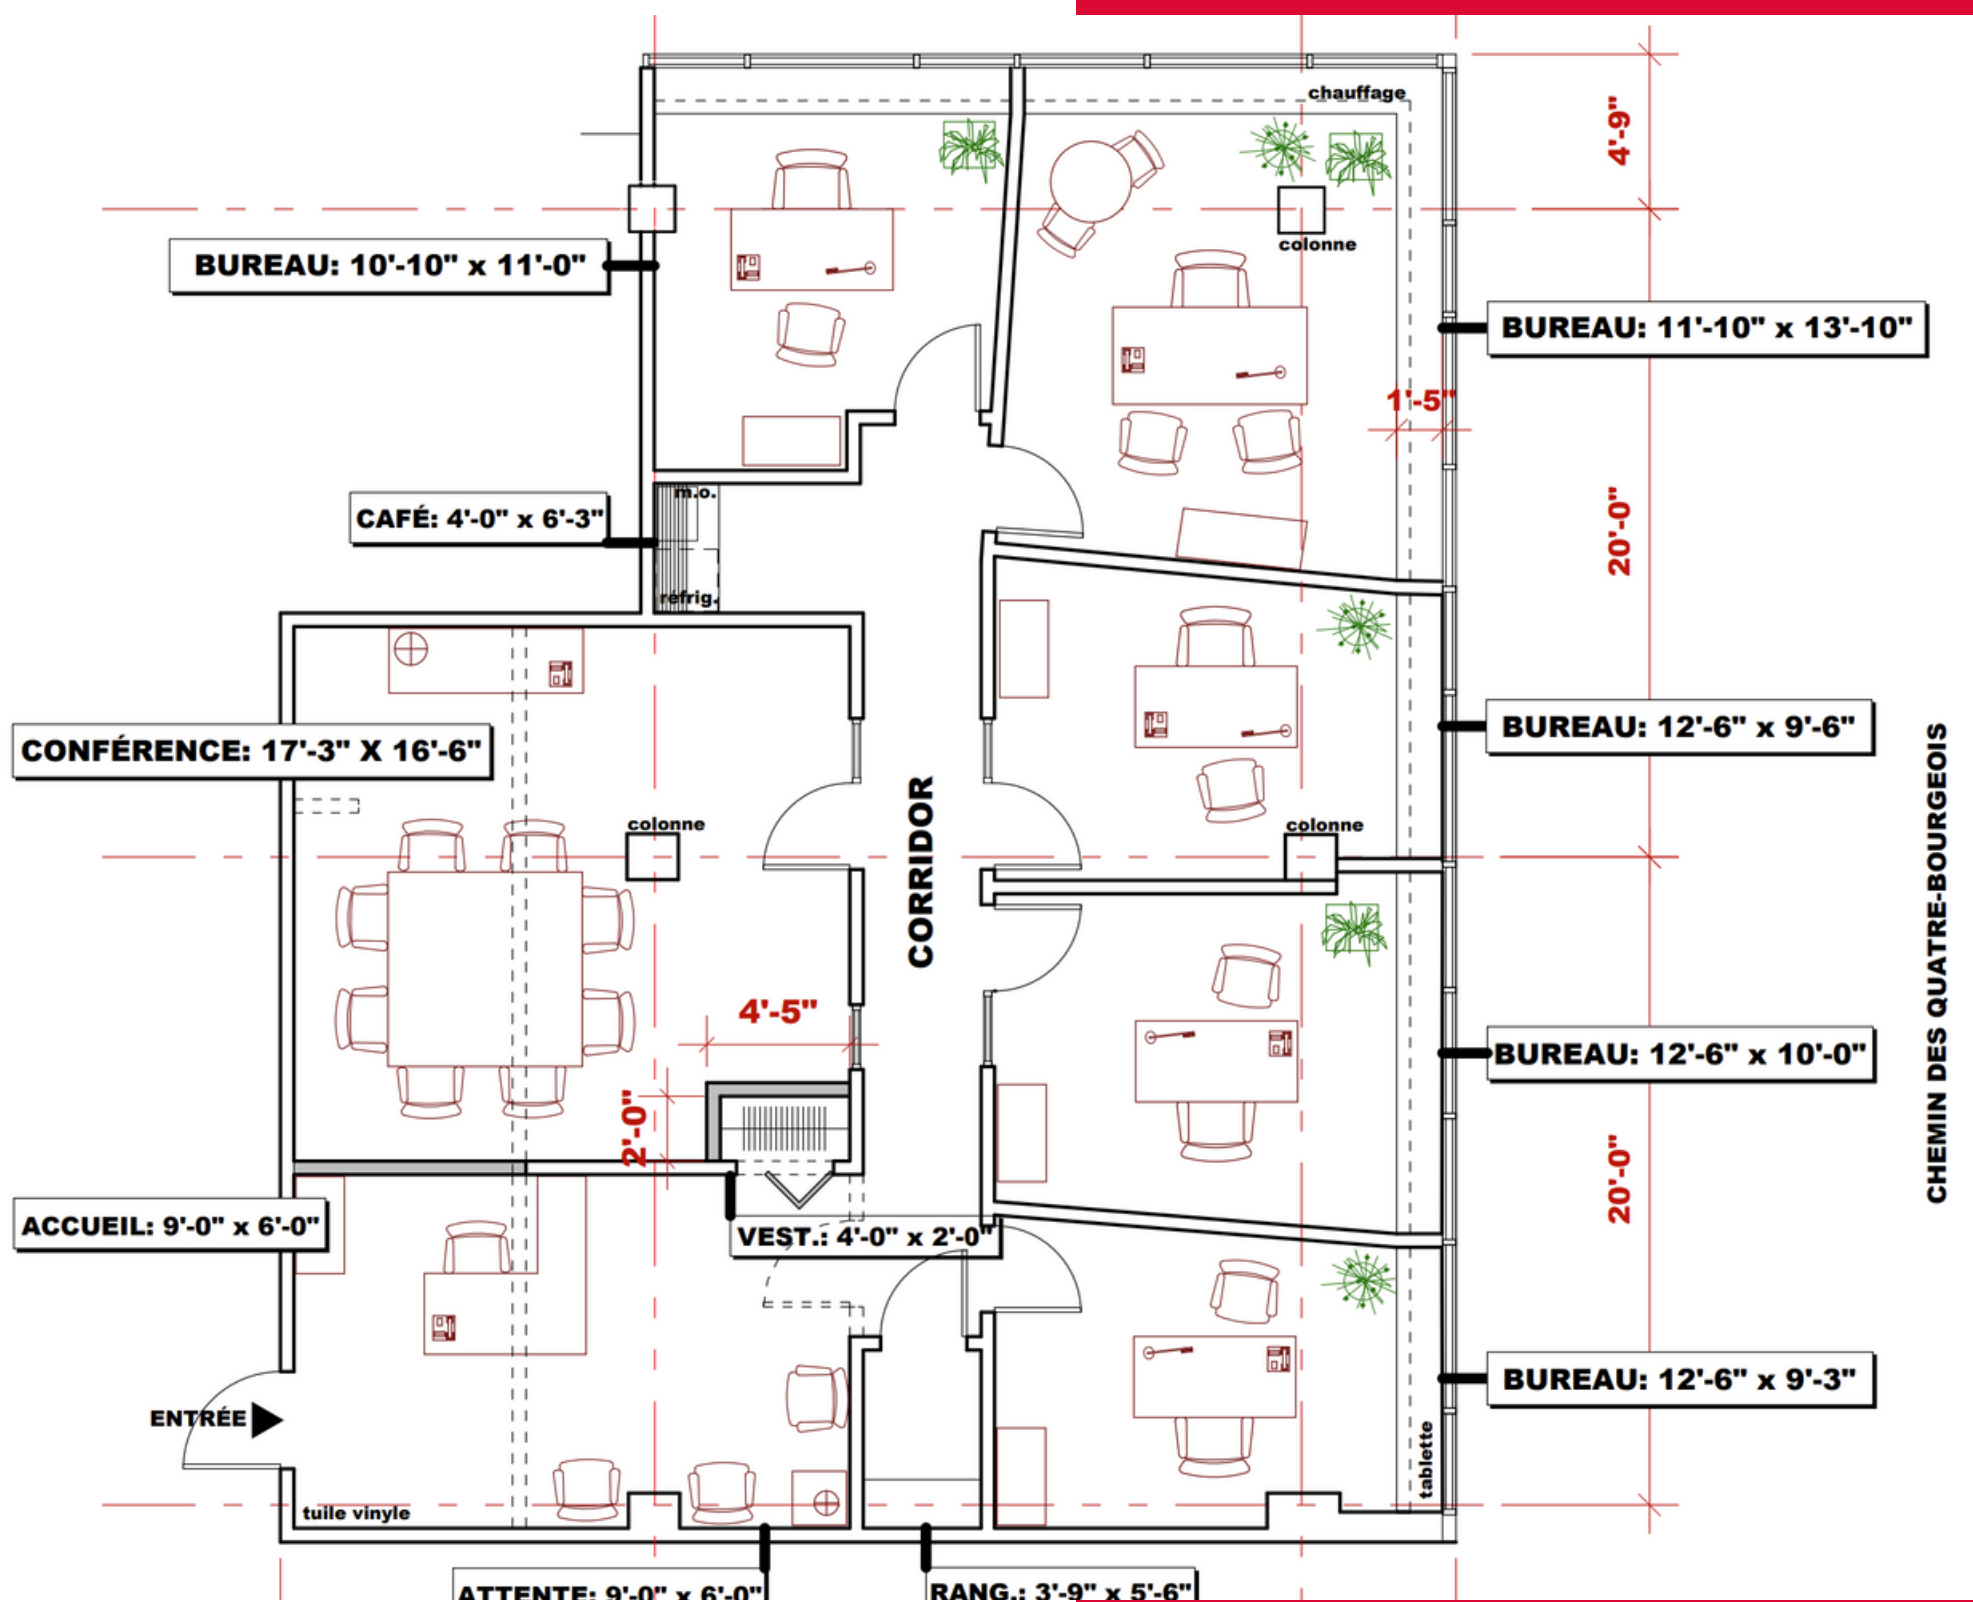 chauffage
4'-9"
colonne
BUREAU: 10'-10" x 11'-0"
BUREAU: 11'-10" x 13'-10"
1'-5"
m.o.
CAFÉ: 4'-0" x 6'-3"
20'-0"
réfrig.
BUREAU: 12'-6" x 9'-6"
CONFÉRENCE: 17'-3" X 16'-6"
colonne
colonne
CORRIDOR
CHEMIN DES QUATRE-BOURGEOIS
4'-5"
BUREAU: 12'-6" x 10'-0"
2'-0"
20'-0"
ACCUEIL: 9'-0" x 6'-0"
VEST.: 4'-0" x 2'-0"
BUREAU: 12'-6" x 9'-3"
ENTRÉE
tablette
tuile vinyle
ATTENTE: 9'-0" x 6'-0"
RANG.: 3'-9" x 5'-6"